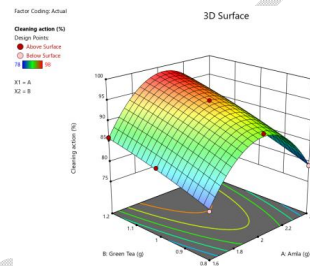 Factor Coding: Actual
3D Surface
Cleaning action (%)
Design Points
Above Surface
Below Surface
78 98
X1 = A
X2 = B
Cleaning action (%)
100
95
90
85
80
75
1.2
1.1
1
0.9
0.8
1.6
1.8
2
2.2
B: Green Tea (g)
A: Amla (g)